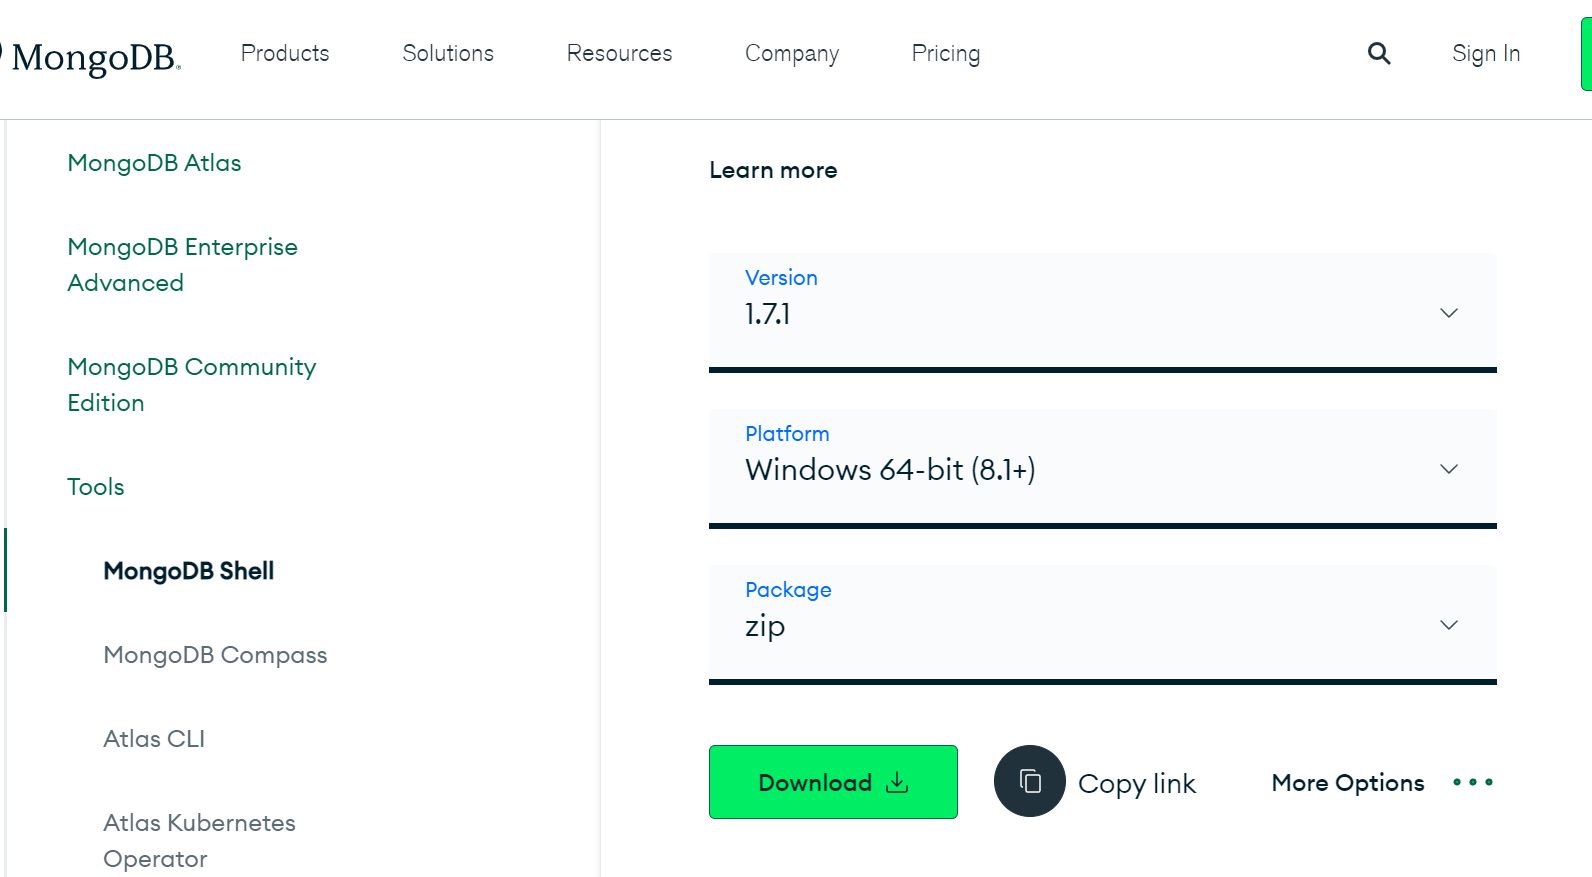 MongoDB.
Products
Solutions
Resources
Company
Pricing
Sign In
MongoDB Atlas
MongoDB Enterprise
Advanced
MongoDB Community
Edition
Tools
MongoDB Shell
MongoDB Compass
Atlas CLI
Atlas Kubernetes
Operator
Learn more
Version
1.7.1
Platform
Windows 64-bit (8.1+)
Package
zip
Download
Copy link
More Options